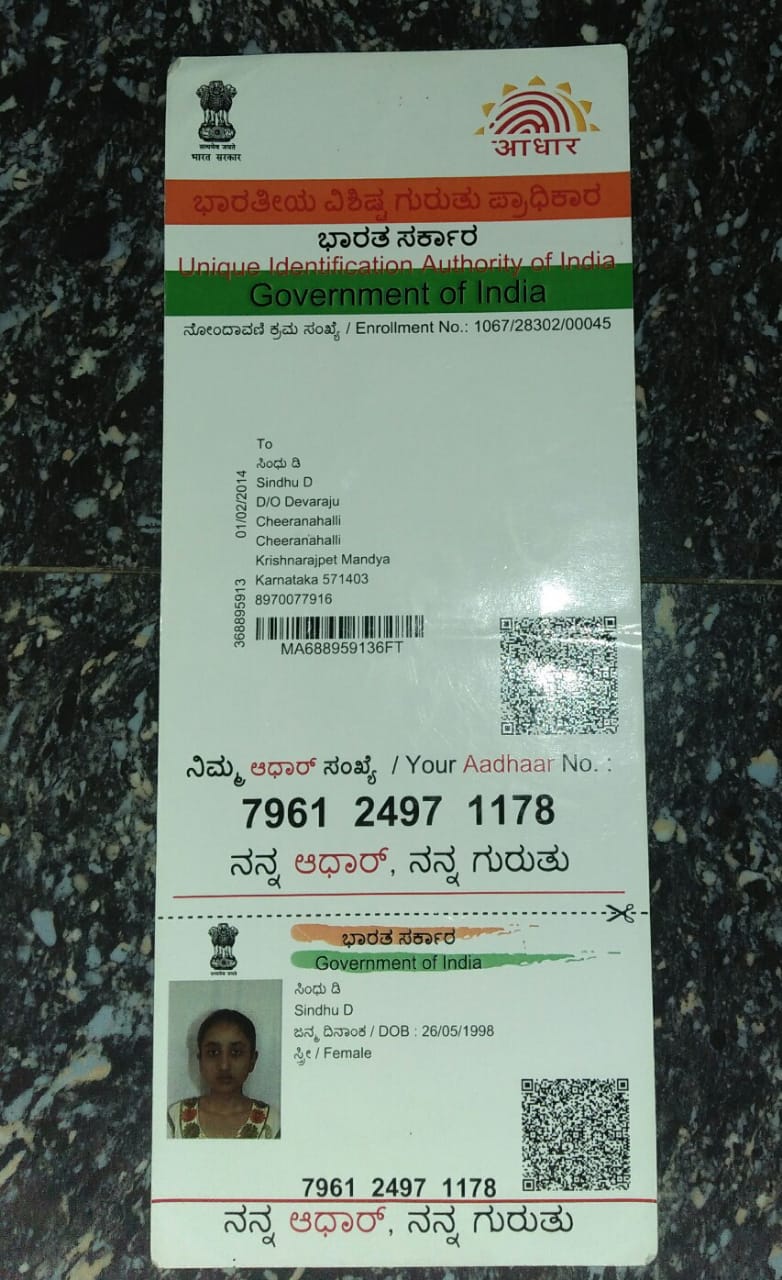 सत्यमेव जयते
भारत सरकार
आधार
ಭಾರತೀಯ ವಿಶಿಷ್ಟ ಗುರುತು ಪ್ರಾಧಿಕಾರ
ಭಾರತ ಸರ್ಕಾರ
Unique Identification Authority of India
Government of India
ನೋಂದಾವಣಿ ಕ್ರಮ ಸಂಖ್ಯೆ / Enrollment No.: 1067/28302/00045
To
ಸಿಂಧು ಡಿ
Sindhu D
D/O Devaraju
Cheeranahalli
Cheeranahalli
Krishnarajpet Mandya
Karnataka 571403
8970077916
01/02/2014
368895913
MA688959136FT
ನಿಮ್ಮ ಆಧಾರ್ ಸಂಖ್ಯೆ / Your Aadhaar No. :
7961 2497 1178
ನನ್ನ ಆಧಾರ್, ನನ್ನ ಗುರುತು
ಭಾರತ ಸರ್ಕಾರ
Government of India
ಸಿಂಧು ಡಿ
Sindhu D
ಜನ್ಮ ದಿನಾಂಕ / DOB : 26/05/1998
ಸ್ತ್ರೀ / Female
7961 2497 1178
ನನ್ನ ಆಧಾರ್, ನನ್ನ ಗುರುತು